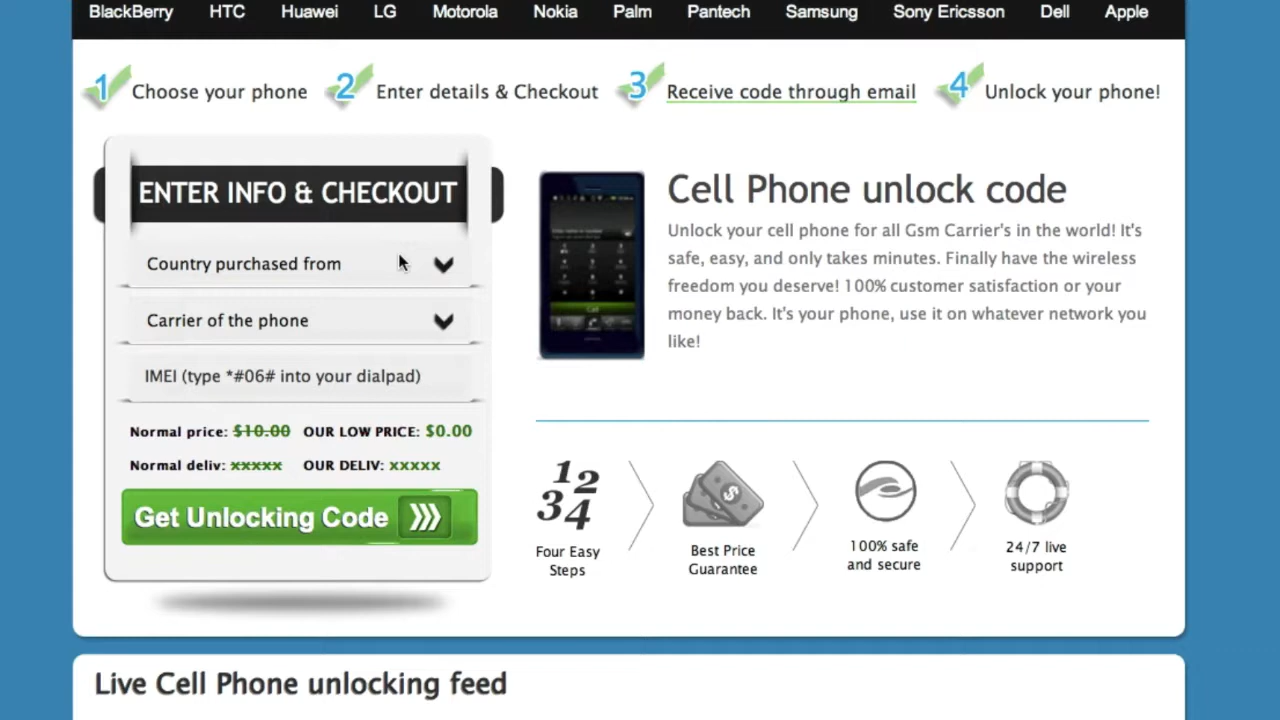 BlackBerry HTC Huawei LG Motorola Nokia Palm Pantech Samsung Sony Ericsson Dell Apple
1 Choose your phone 2 Enter details & Checkout 3 Receive code through email 4 Unlock your phone!
ENTER INFO & CHECKOUT
Country purchased from
Carrier of the phone
IMEI (type *#06# into your dialpad)
Normal price: $10.00 OUR LOW PRICE: $0.00
Normal deliv: xxxxx OUR DELIV: xxxxx
Get Unlocking Code
Cell Phone unlock code
Unlock your cell phone for all Gsm Carrier's in the world! It's
safe, easy, and only takes minutes. Finally have the wireless
freedom you deserve! 100% customer satisfaction or your
money back. It's your phone, use it on whatever network you
like!
1 2
3 4
Four Easy
Steps
$
Best Price
Guarantee
100% safe
and secure
24/7 live
support
Live Cell Phone unlocking feed